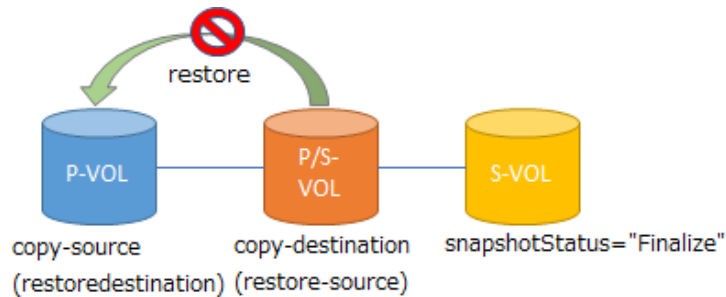 restore
P-VOL
P/S-
VOL
S-VOL
copy-source
(restoredestination)
copy-destination
(restore-source)
snapshotStatus="Finalize"